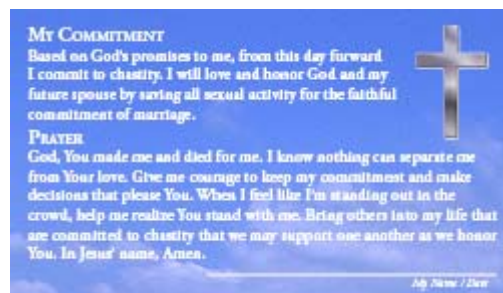 MY COMMITMENT
Based on God's promises to me, from this day forward
I commit to chastity. I will love and honor God and my
future spouse by saving all sexual activity for the faithful
commitment of marriage.
PRAYER
God, You made me and died for me. I know nothing can separate me
from Your love. Give me courage to keep my commitment and make
decisions that please You. When I feel like I'm standing out in the
crowd, help me realize You stand with me. Bring others into my life that
are committed to chastity that we may support one another as we honor
You. In Jesus' name, Amen.
My Name / Date